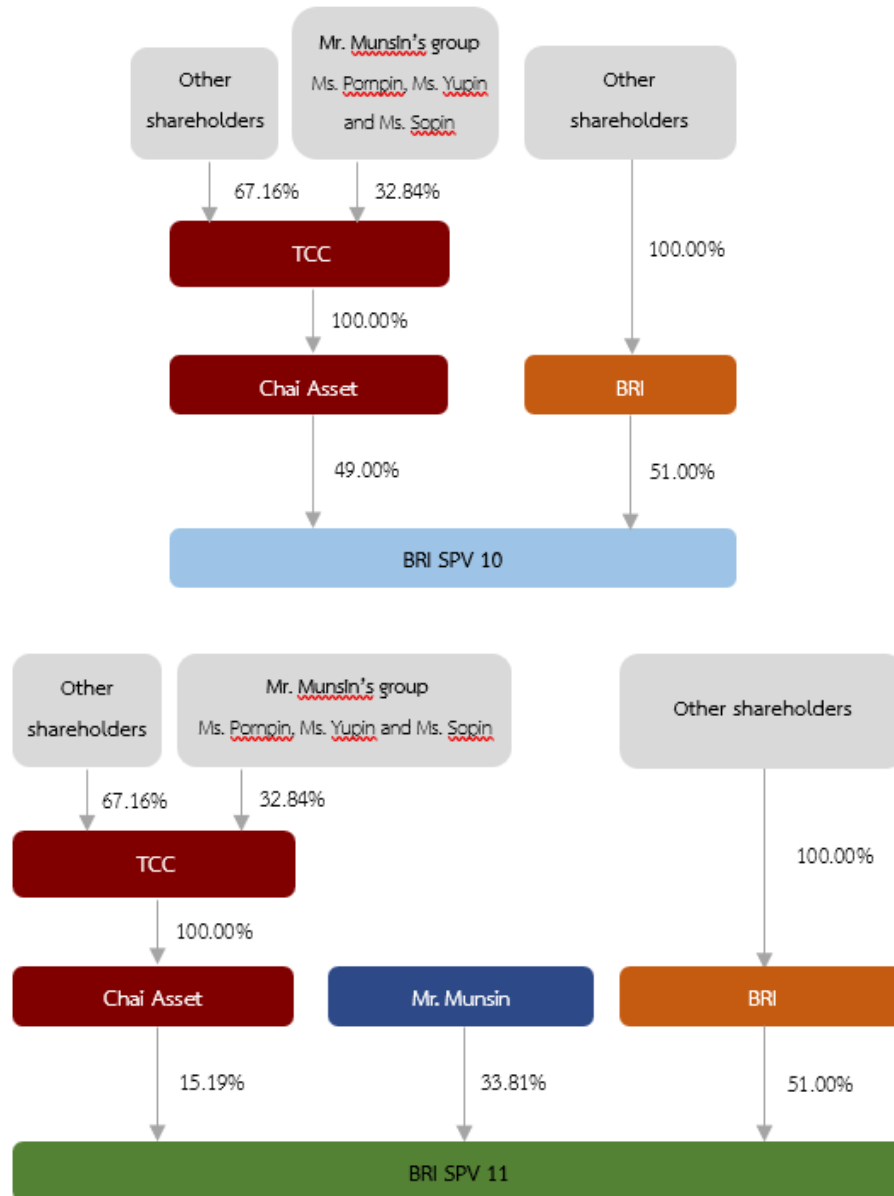 Other
shareholders
Mr. Munsin's group
Ms. Pornpin, Ms. Yupin
and Ms. Sopin
Other
shareholders
67.16%
32.84%
100.00%
TCC
100.00%
Chai Asset
BRI
49.00%
51.00%
BRI SPV 10
Other
shareholders
Mr. Munsin's group
Ms. Pornpin, Ms. Yupin and Ms. Sopin
Other shareholders
67.16%
32.84%
TCC
100.00%
100.00%
Chai Asset
Mr. Munsin
BRI
15.19%
33.81%
51.00%
BRI SPV 11